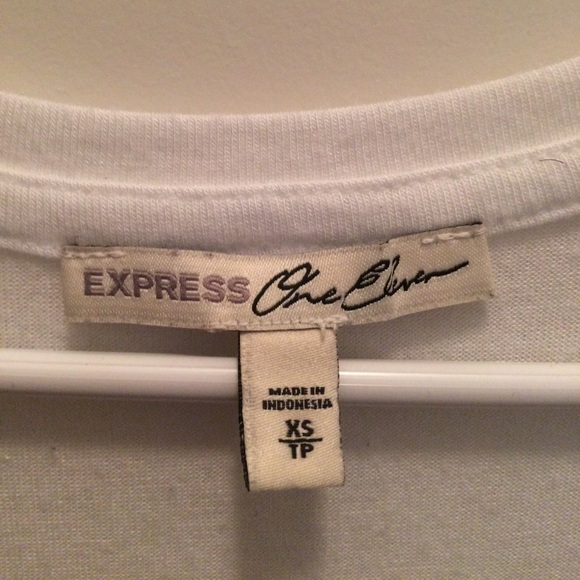 EXPRESS One Eleven
MADE IN
INDONESIA
XS
TP